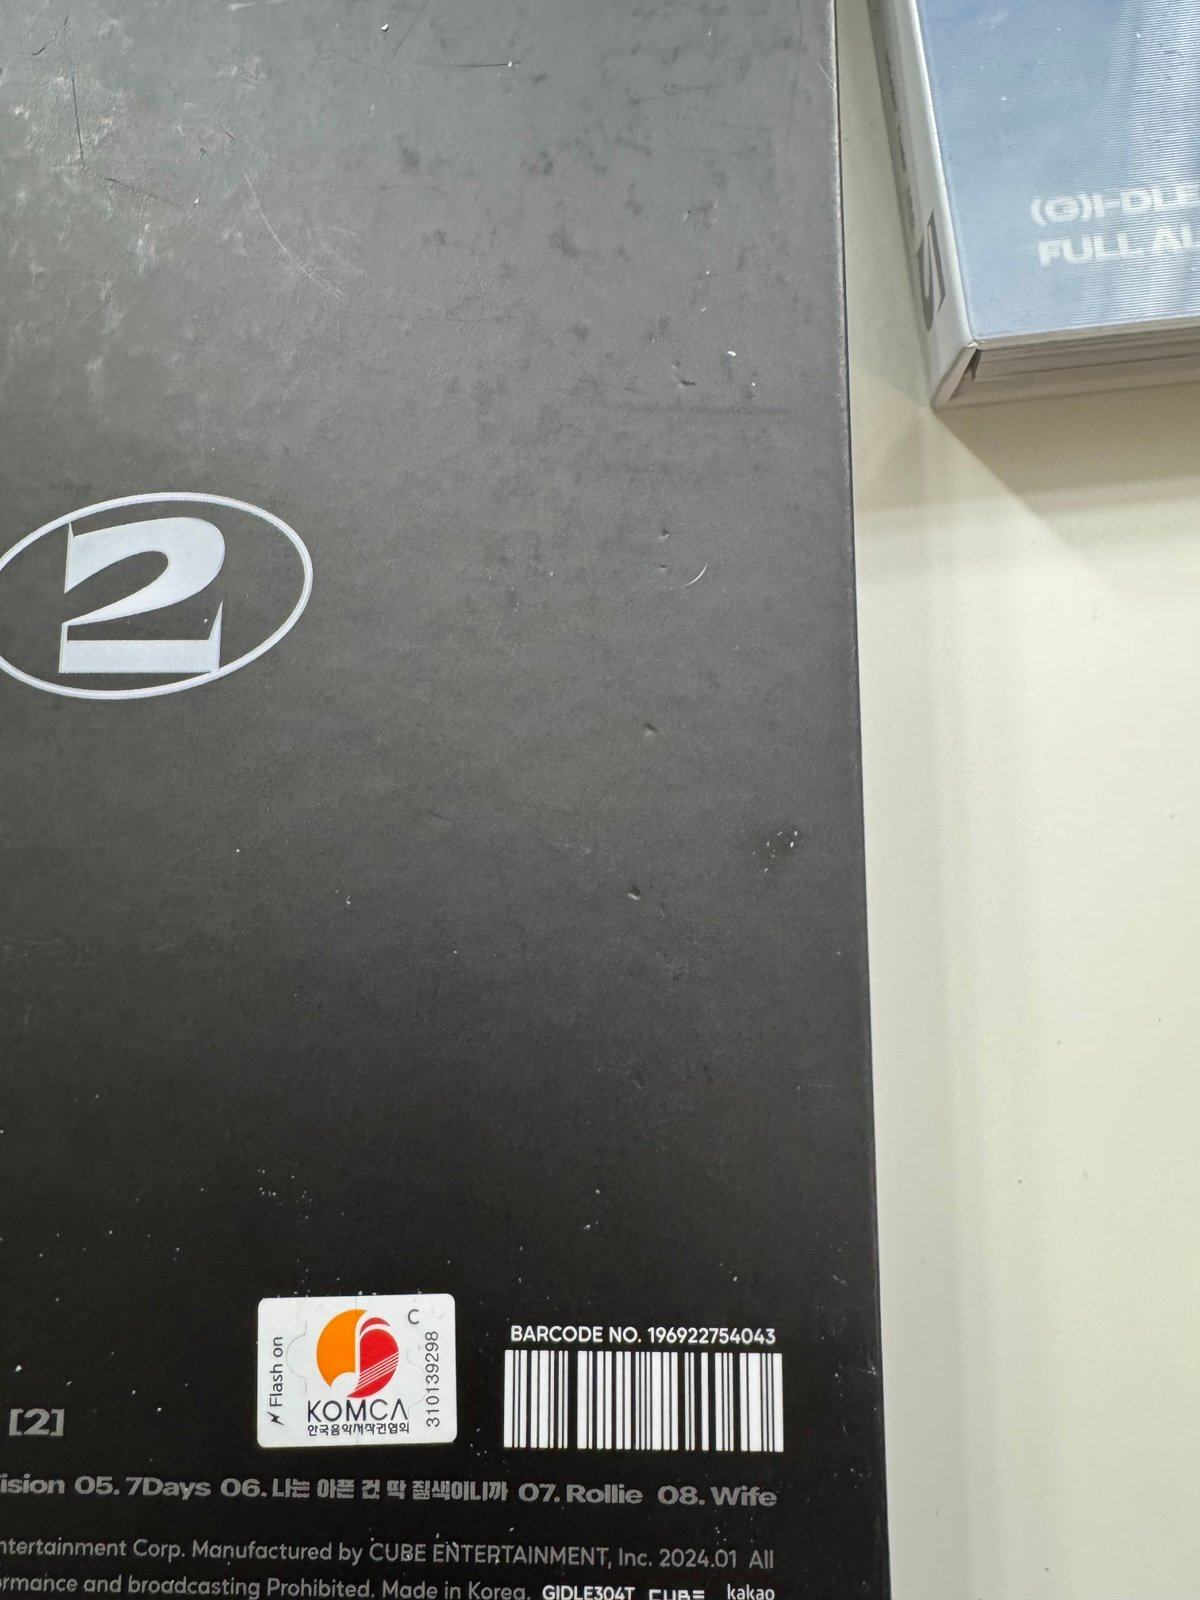 (G)I-DLE
FULL AL
2
Flash on
C
KOMCA
한국음악저작권협회
310139298
BARCODE NO. 196922754043
[2]
ision 05. 7Days 06. 나는 아픈 건 딱 질색이니까 07. Rollie 08. Wife
ntertainment Corp. Manufactured by CUBE ENTERTAINMENT, Inc. 2024.01 All
rmance and broadcasting Prohibited. Made in Korea. GIDLE304T CUBE kakao